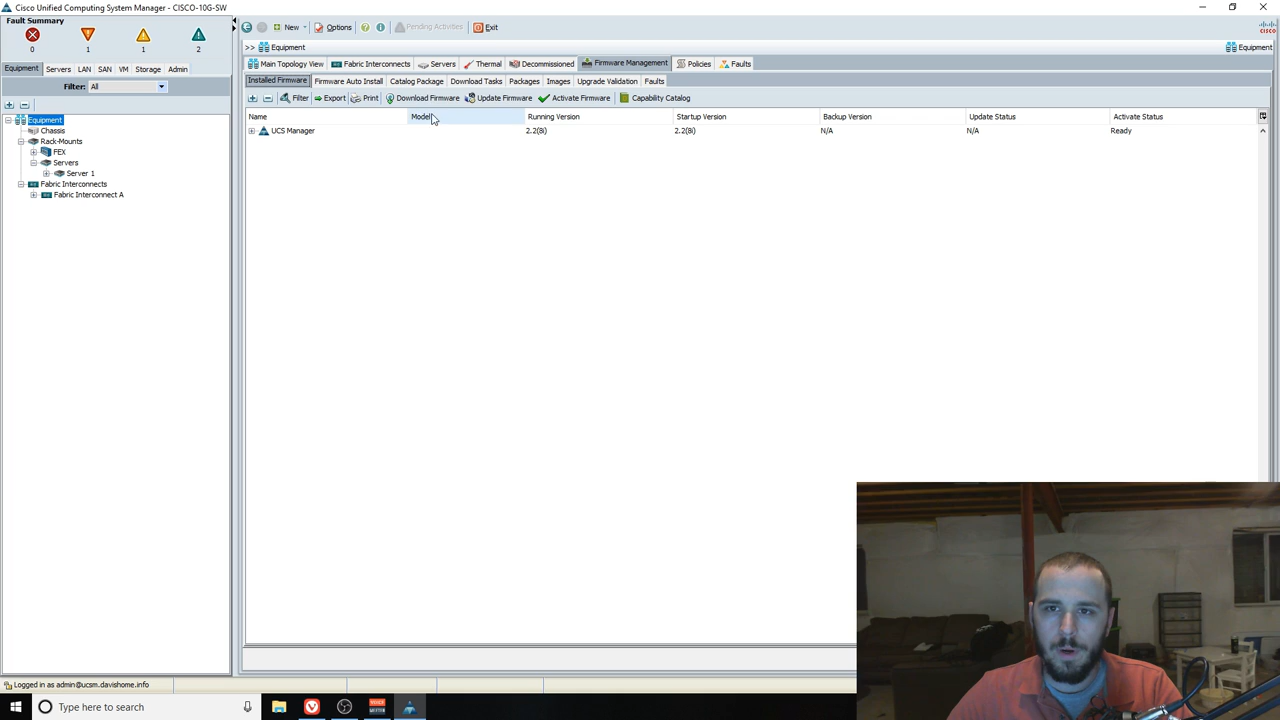 Cisco Unified Computing System Manager - CISCO-10G-SW
Fault Summary
0 1 1 2
New Options Pending Activities Exit
cisco
>> Equipment Equipment
Equipment Servers LAN SAN VM Storage Admin
Filter: All
Main Topology View Fabric Interconnects Servers Thermal Decommissioned Firmware Management Policies Faults
Installed Firmware Firmware Auto Install Catalog Package Download Tasks Packages Images Upgrade Validation Faults
Filter Export Print Download Firmware Update Firmware Activate Firmware Capability Catalog
Name Model Running Version Startup Version Backup Version Update Status Activate Status
UCS Manager 2.2(8i) 2.2(8i) N/A N/A Ready
Equipment
Chassis
Rack-Mounts
FEX
Servers
Server 1
Fabric Interconnects
Fabric Interconnect A
Logged in as admin@ucsm.davishome.info
Type here to search